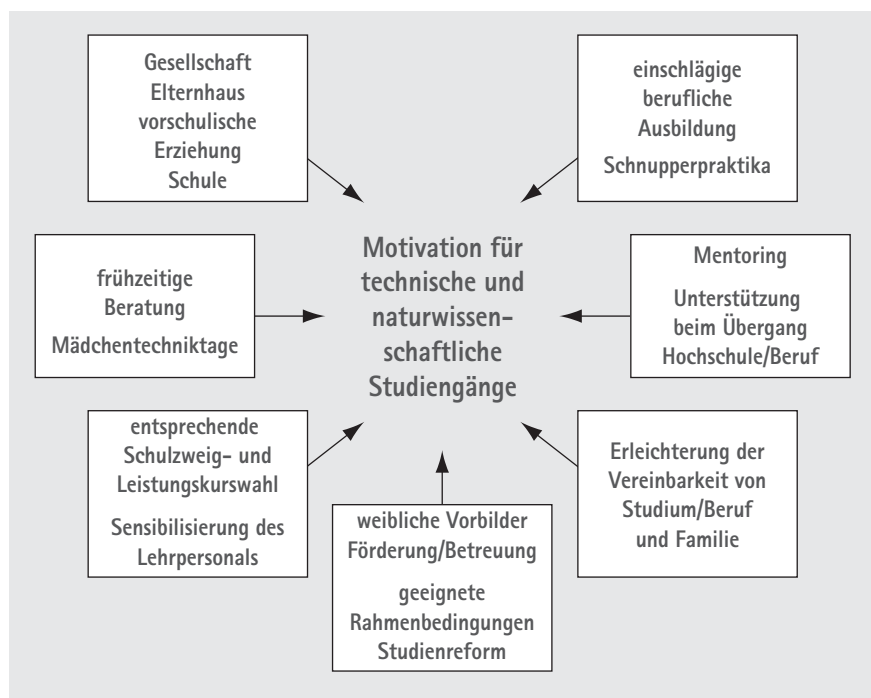 Gesellschaft
Elternhaus
vorschulische
Erziehung
Schule
einschlägige
berufliche
Ausbildung
Schnupperpraktika
frühzeitige
Beratung
Mädchentechniktage
Motivation für
technische und
naturwissen-
schaftliche
Studiengänge
Mentoring
Unterstützung
beim Übergang
Hochschule/Beruf
entsprechende
Schulzweig- und
Leistungskurswahl
Sensibilisierung des
Lehrpersonals
weibliche Vorbilder
Förderung/Betreuung
geeignete
Rahmenbedingungen
Studienreform
Erleichterung der
Vereinbarkeit von
Studium/Beruf
und Familie